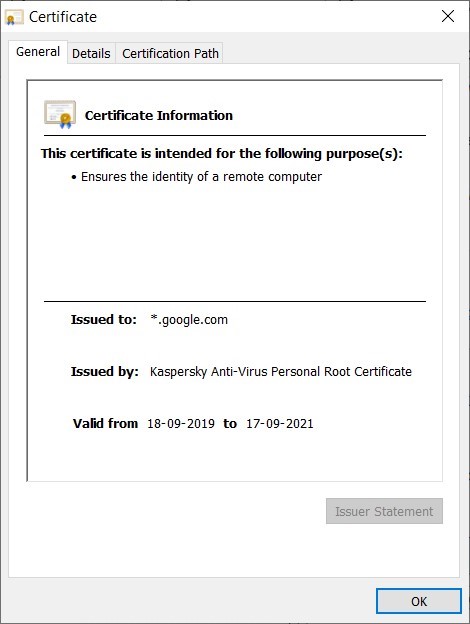 Certificate
General Details Certification Path
Certificate Information
This certificate is intended for the following purpose(s):
• Ensures the identity of a remote computer
Issued to: *.google.com
Issued by: Kaspersky Anti-Virus Personal Root Certificate
Valid from 18-09-2019 to 17-09-2021
Issuer Statement
OK